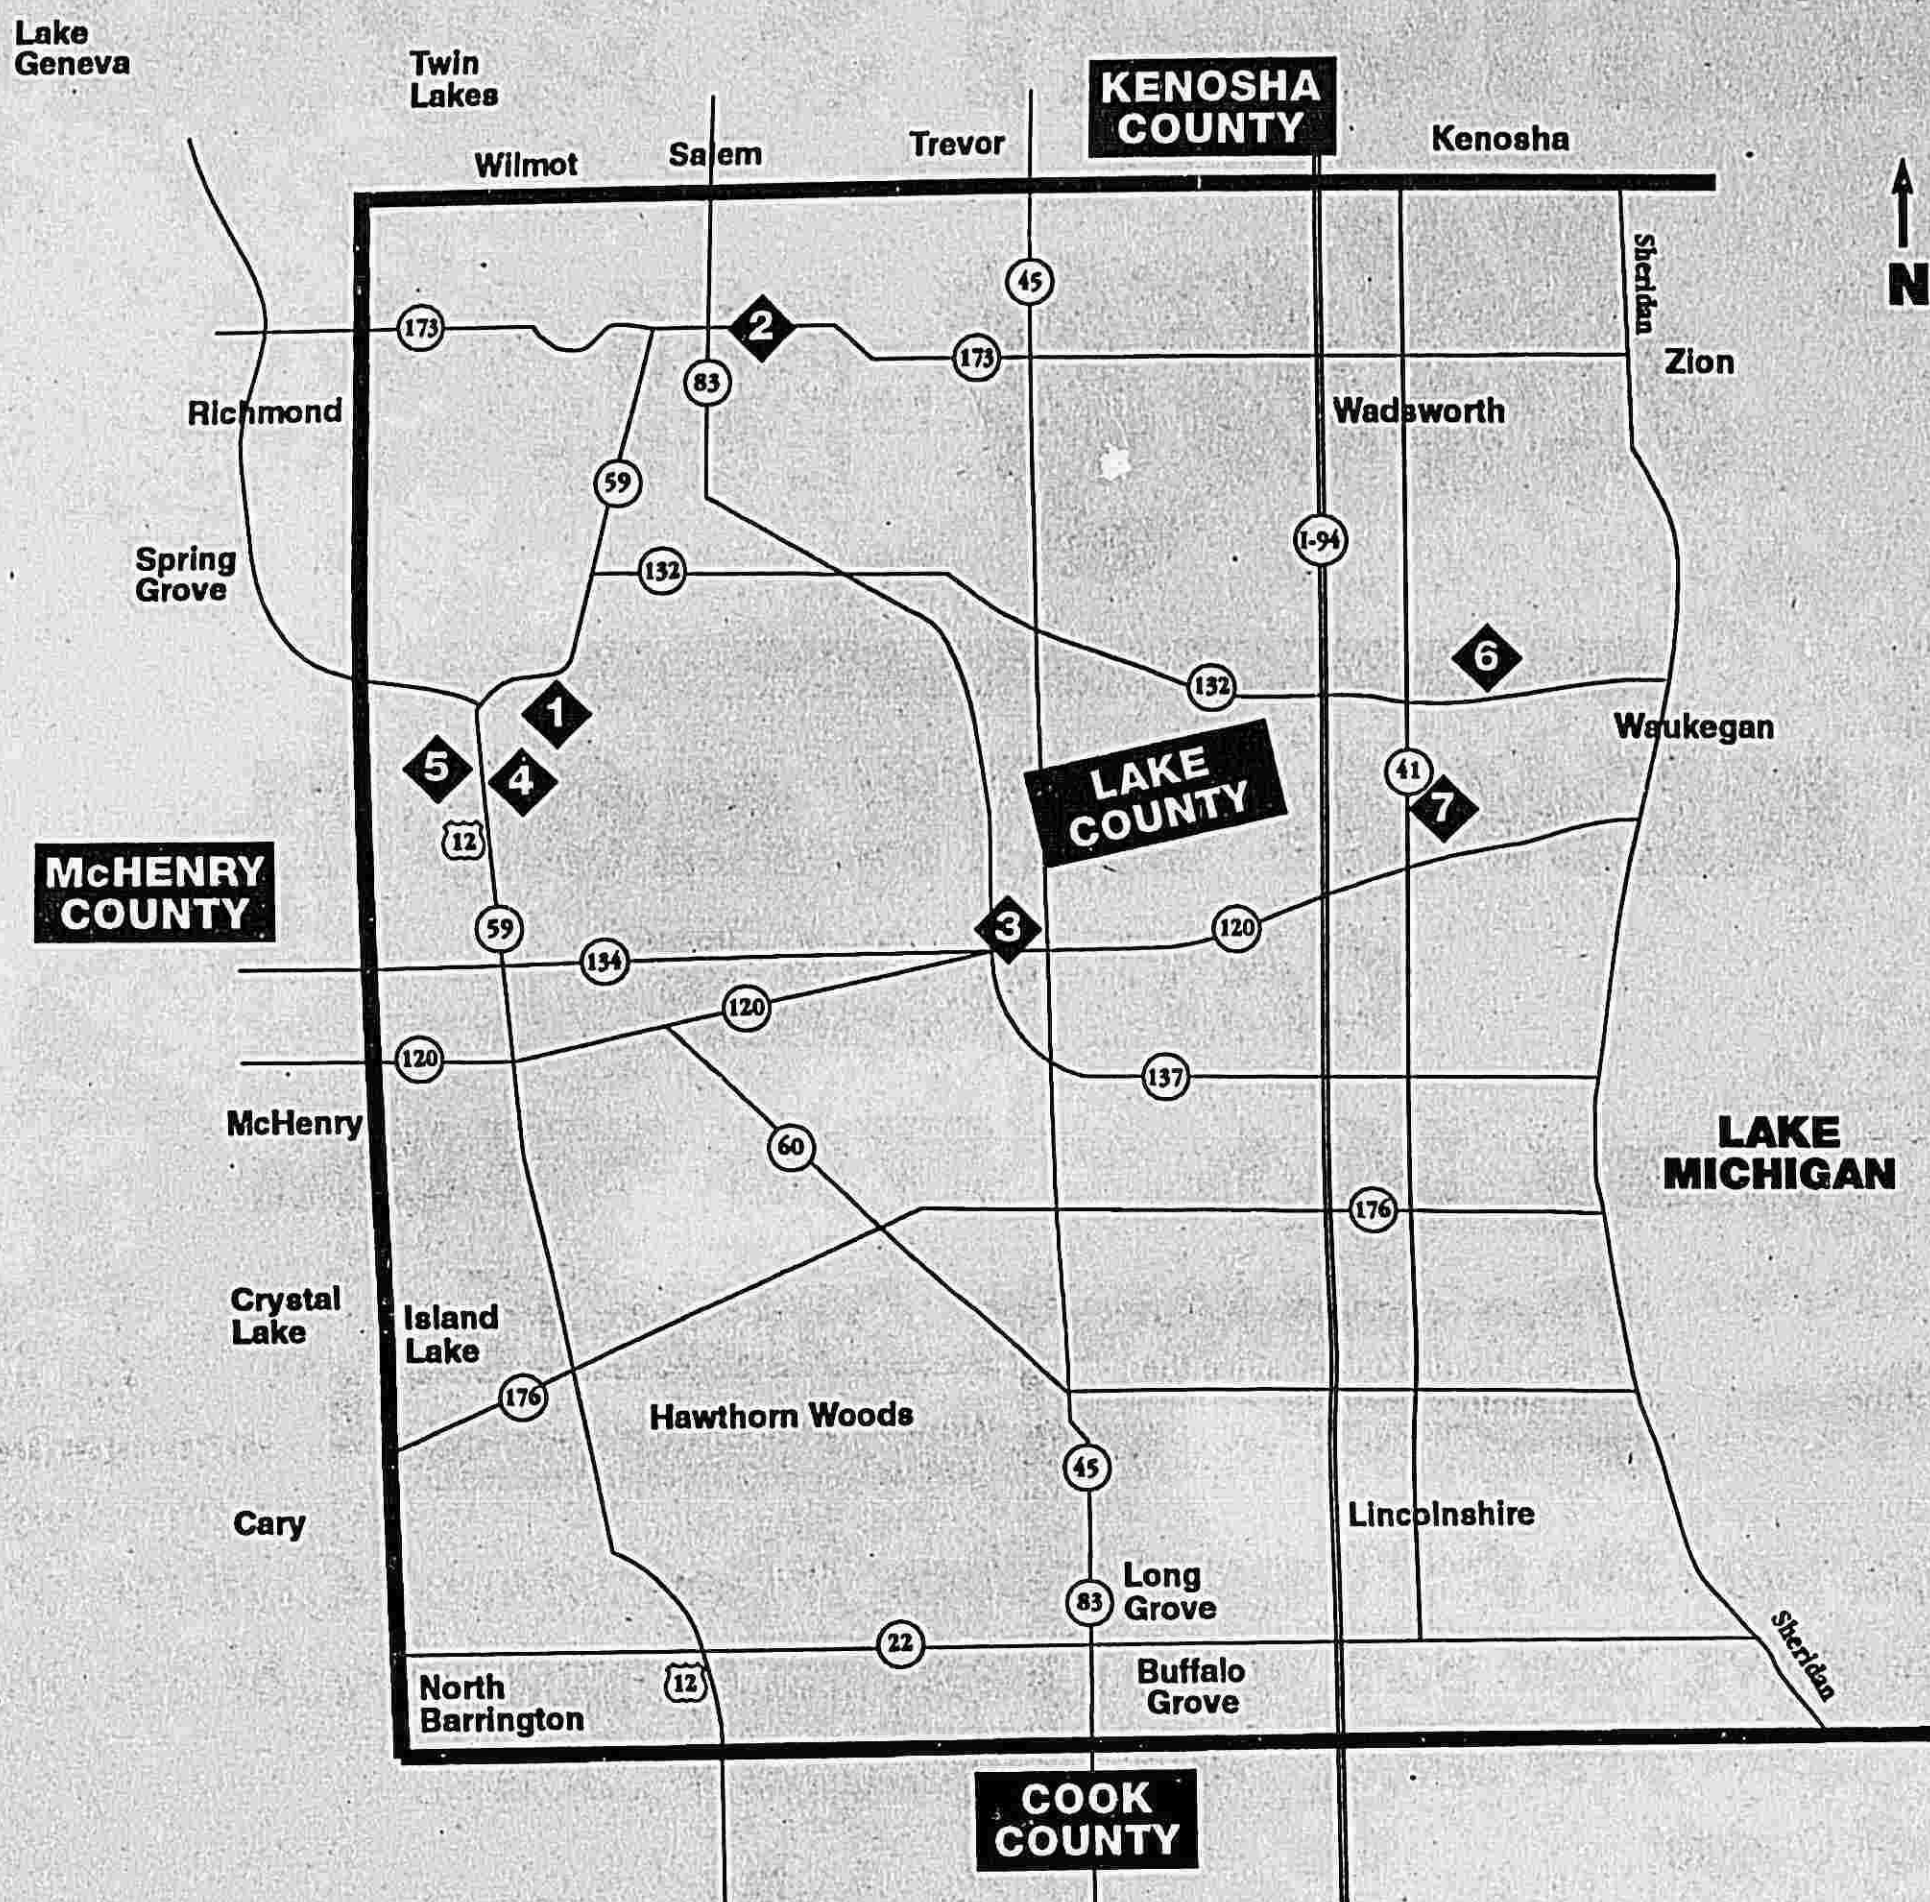 Lake
Geneva
Twin
Lakes
KENOSHA
COUNTY
Wilmot
Salem
Trevor
Kenosha
N
Sheridan
45
173
2
173
83
Zion
Richmond
Wadsworth
59
I-94
Spring
Grove
132
6
132
1
Waukegan
5
4
LAKE
COUNTY
41
7
12
McHENRY
COUNTY
59
3
120
134
120
120
137
McHenry
60
LAKE
MICHIGAN
176
Crystal
Lake
Island
Lake
176
Hawthorn Woods
45
Cary
Lincolnshire
Long
Grove
83
22
Sheridan
12
North
Barrington
Buffalo
Grove
COOK
COUNTY